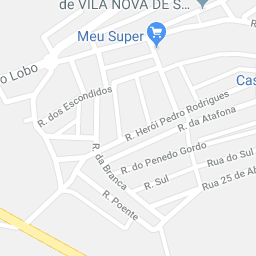 de VILA NOVA DE S...
Meu Super
o Lobo
Cas
R. dos Escondidos
R. Herói Pedro Rodrigues
R. da Atafona
R. da Branca
R. do Penedo Gordo
Rua do Sul
R. Sul
Rua 25 de Ab
R. Poente